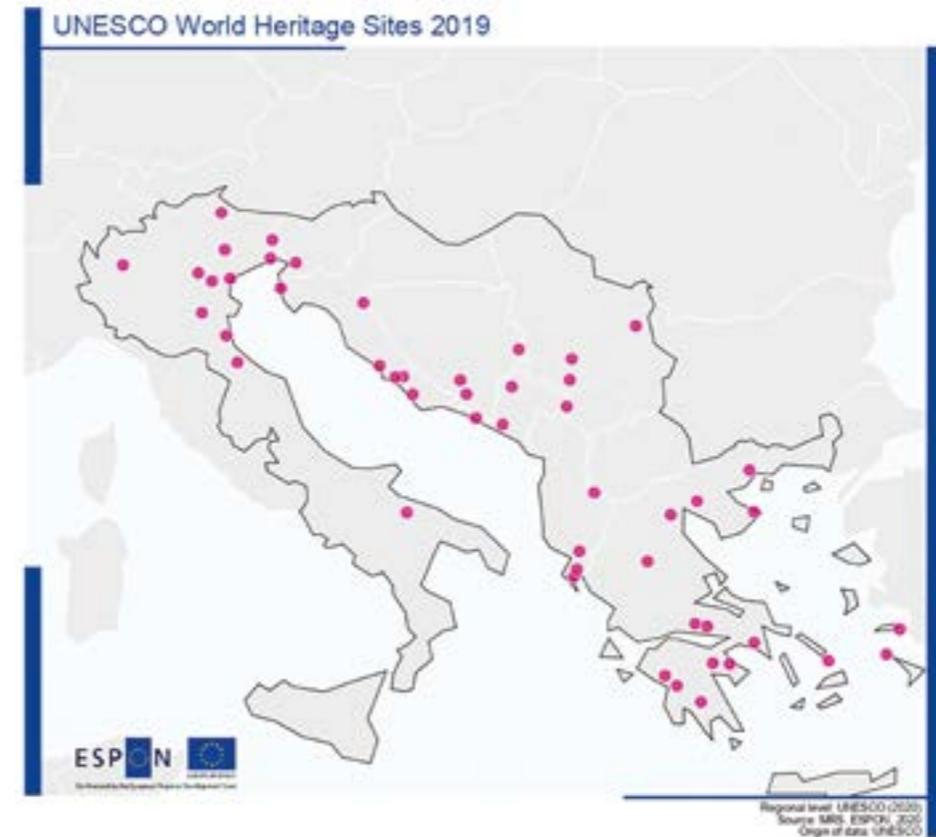 UNESCO World Heritage Sites 2019
ESPON
Regional level: UNESCO (2020)
Source: MRS. ESPON, 2020
Origin of data: UNESCO